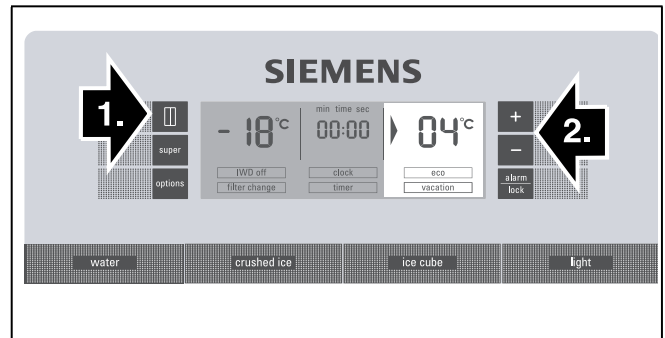 SIEMENS
1.
super
options
- 18°C
min time sec
00:00
04°C
IWD off
clock
eco
filter change
timer
vacation
+
-
alarm
lock
2.
water
crushed ice
ice cube
light